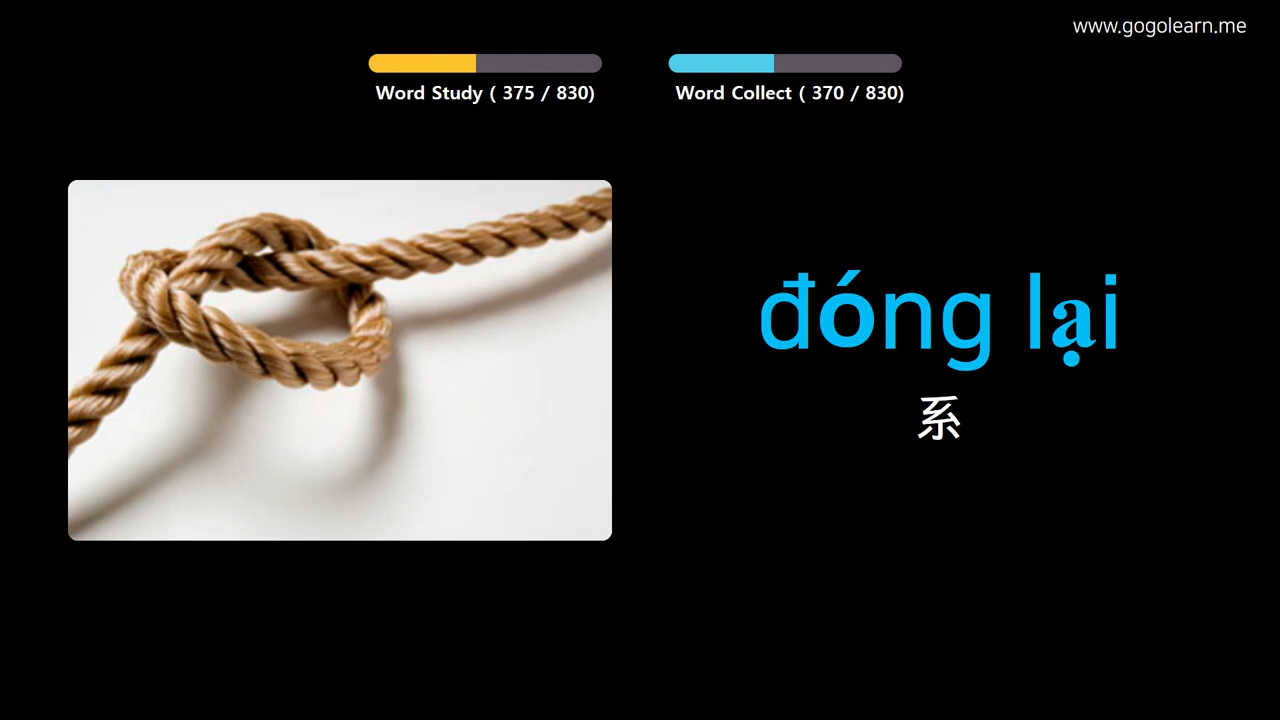 www.gogolearn.me
Word Study ( 375 / 830)
Word Collect ( 370 / 830)
đóng lại
系